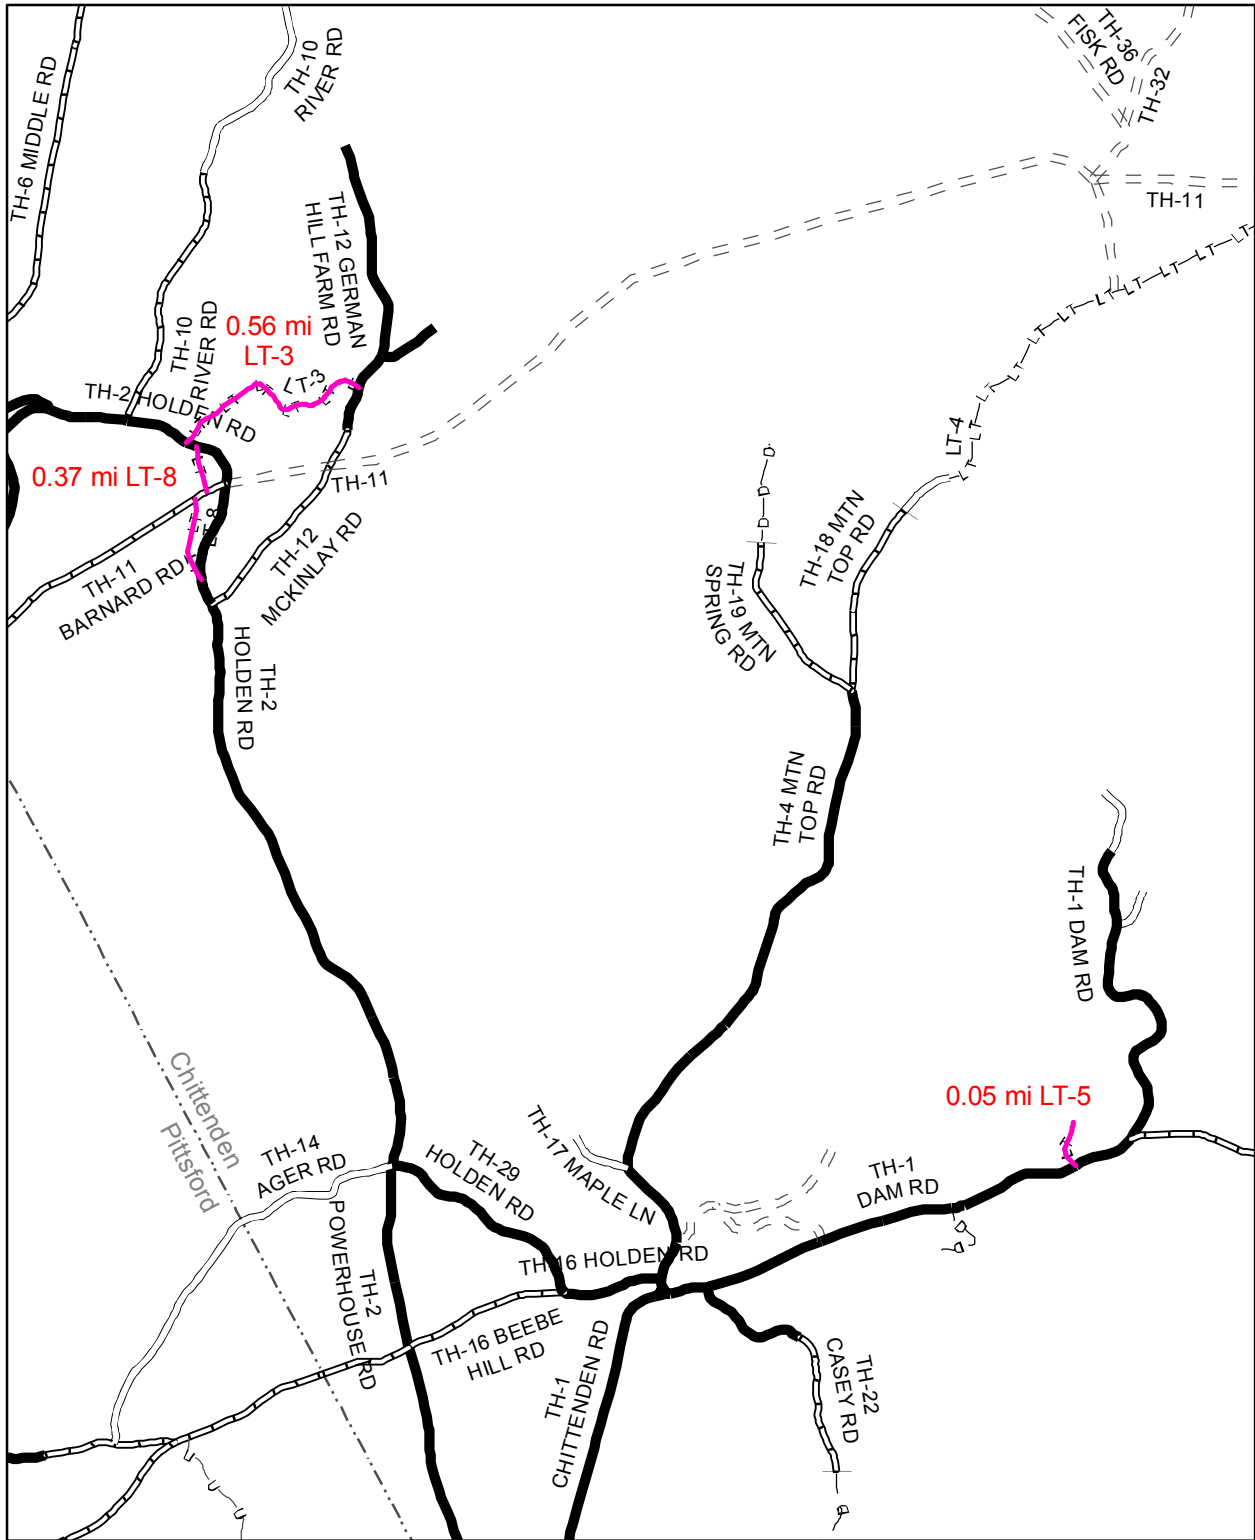 TH-10
RIVER RD
TH-36
FISK RD
TH-32
TH-6 MIDDLE RD
TH-11
TH-12 GERMAN
HILL FARM RD
TH-10
RIVER RD
0.56 mi
LT-3
LT-3
TH-2 HOLDEN RD
0.37 mi LT-8
LT-8
TH-11
TH-11
BARNARD RD
TH-12
MCKINLAY RD
LT-4
TH-18 MTN
TOP RD
TH-19 MTN
SPRING RD
TH-2
HOLDEN RD
TH-4 MTN
TOP RD
TH-1 DAM RD
Chittenden
Pittsford
0.05 mi LT-5
TH-14
AGER RD
TH-29
HOLDEN RD
TH-17 MAPLE LN
TH-1
DAM RD
TH-16 HOLDEN RD
TH-2
POWERHOUSE RD
TH-16 BEEBE
HILL RD
TH-1
CHITTENDEN RD
TH-22
CASEY RD